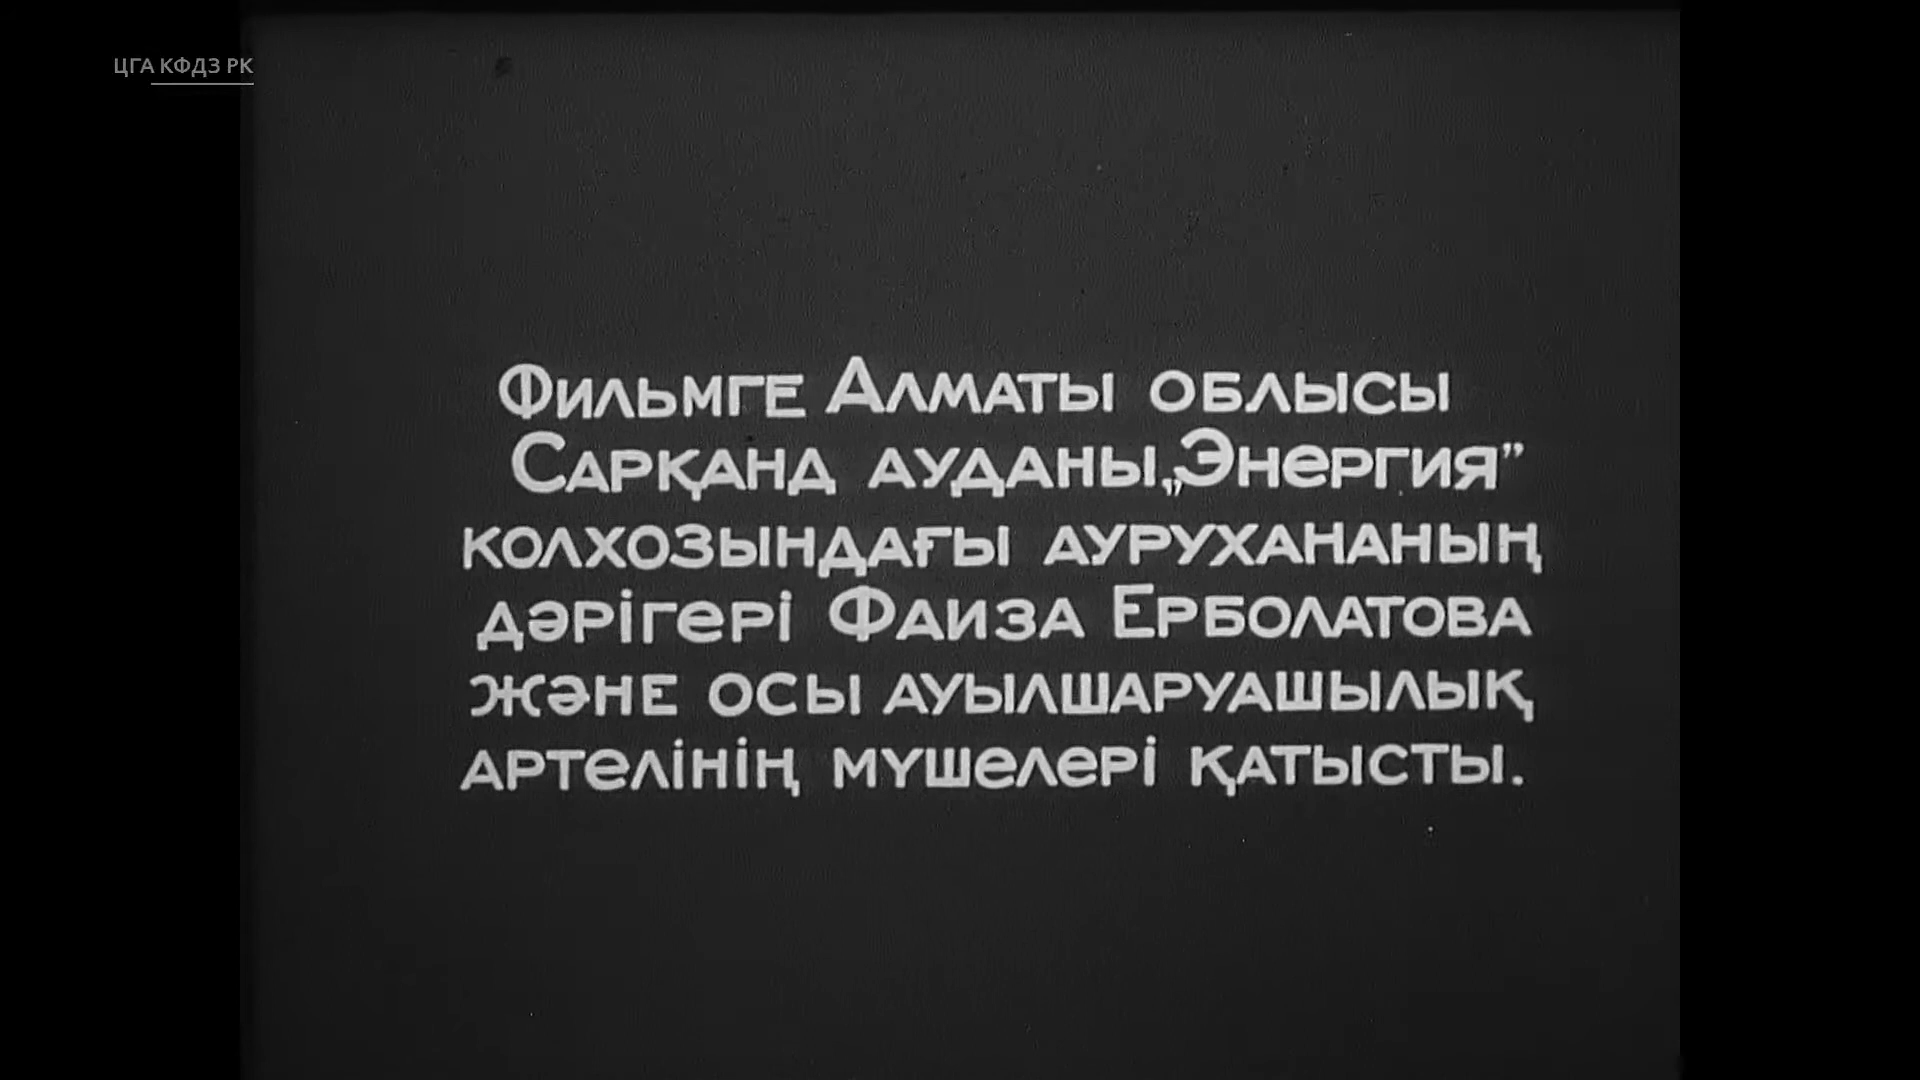 ЦГА КФДЗ РК
Фильмге Алматы облысы
Сарқанд ауданы „Энергия”
колхозындағы аурухананың
дәрігері Фаиза Ерболатова
және осы ауылшаруашылық
артелінің мүшелері қатысты.